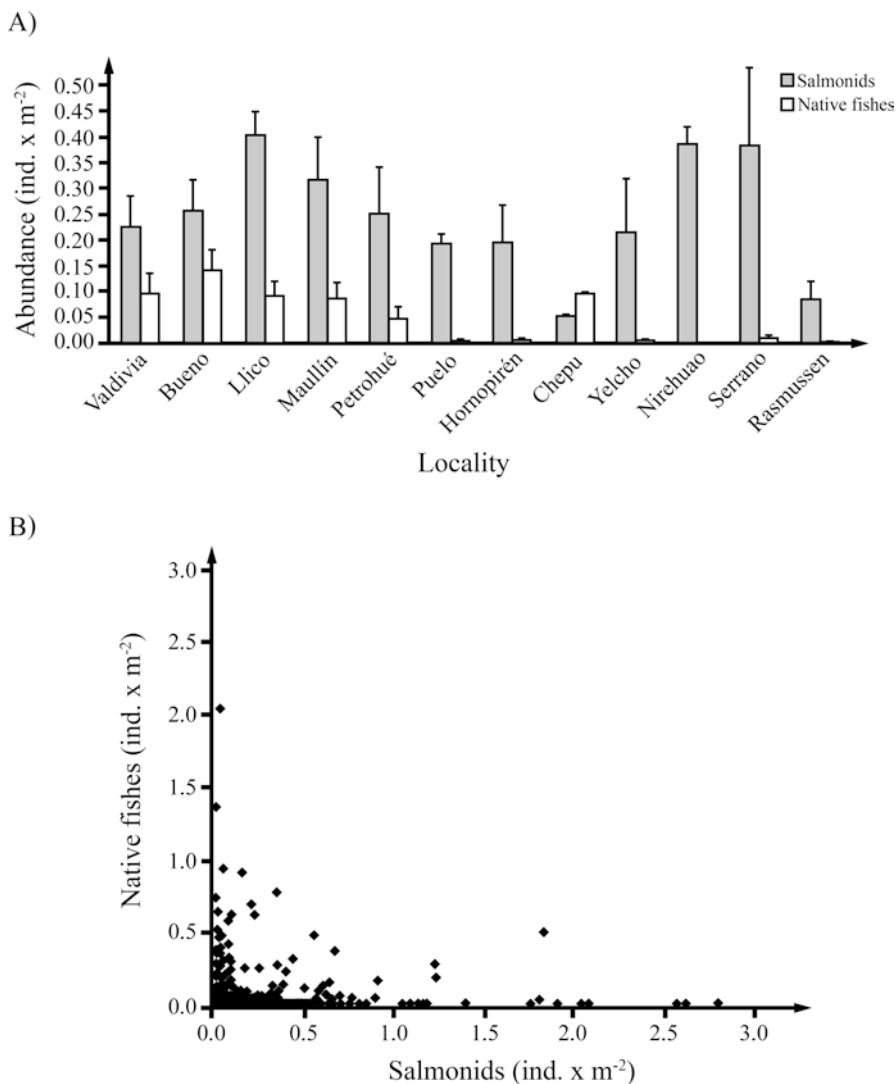 A)
Abundance (ind. x m-2)
0.50
0.45
0.40
0.35
0.30
0.25
0.20
0.15
0.10
0.05
0.00
Salmonids
Native fishes
Valdivia
Bueno
Llico
Maullín
Petrohué
Puelo
Hornopirén
Chepu
Yelcho
Nirehuao
Serrano
Rasmussen
Locality
B)
Native fishes (ind. x m-2)
3.0
2.5
2.0
1.5
1.0
0.5
0.0
0.0 0.5 1.0 1.5 2.0 2.5 3.0
Salmonids (ind. x m-2)